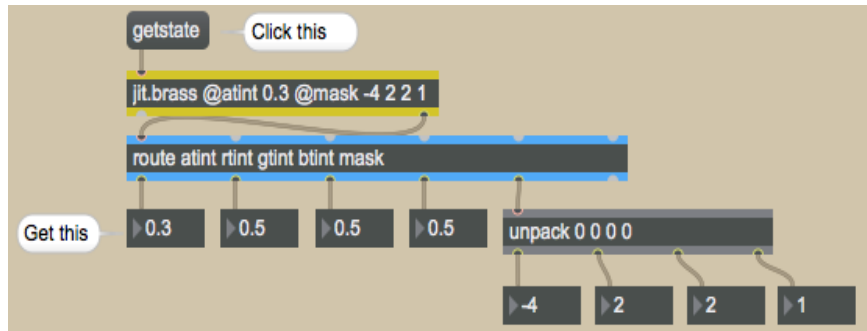 getstate
Click this
jit.brass @atint 0.3 @mask -4 2 2 1
route atint rtint gtint btint mask
Get this
0.3
0.5
0.5
0.5
unpack 0 0 0 0
-4
2
2
1